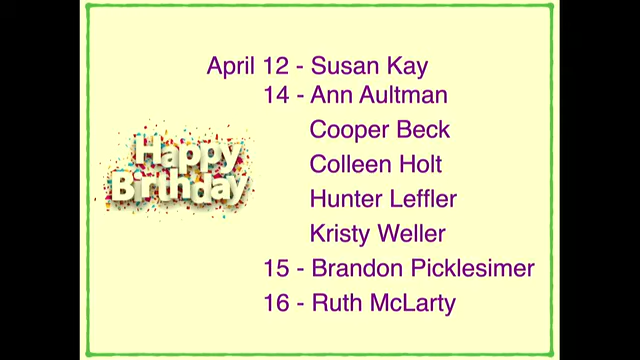 April 12 - Susan Kay
14 - Ann Aultman
Cooper Beck
Colleen Holt
Hunter Leffler
Kristy Weller
15 - Brandon Picklesimer
16 - Ruth McLarty
Happy
Birthday